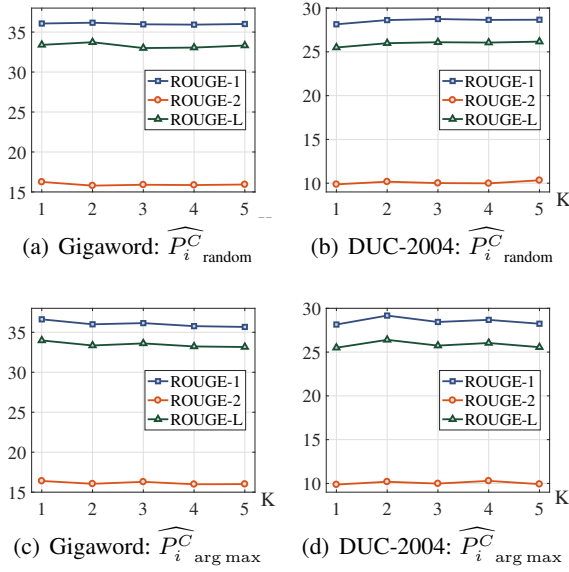 35
30
25
20
15
ROUGE-1
ROUGE-2
ROUGE-L
1 2 3 4 5
(a) Gigaword: \widehat{P_i^C}_{random}
30
25
20
15
10
ROUGE-1
ROUGE-2
ROUGE-L
1 2 3 4 5 K
(b) DUC-2004: \widehat{P_i^C}_{random}
35
30
25
20
15
ROUGE-1
ROUGE-2
ROUGE-L
1 2 3 4 5 K
(c) Gigaword: \widehat{P_i^C}_{arg max}
30
25
20
15
10
ROUGE-1
ROUGE-2
ROUGE-L
1 2 3 4 5 K
(d) DUC-2004: \widehat{P_i^C}_{arg max}